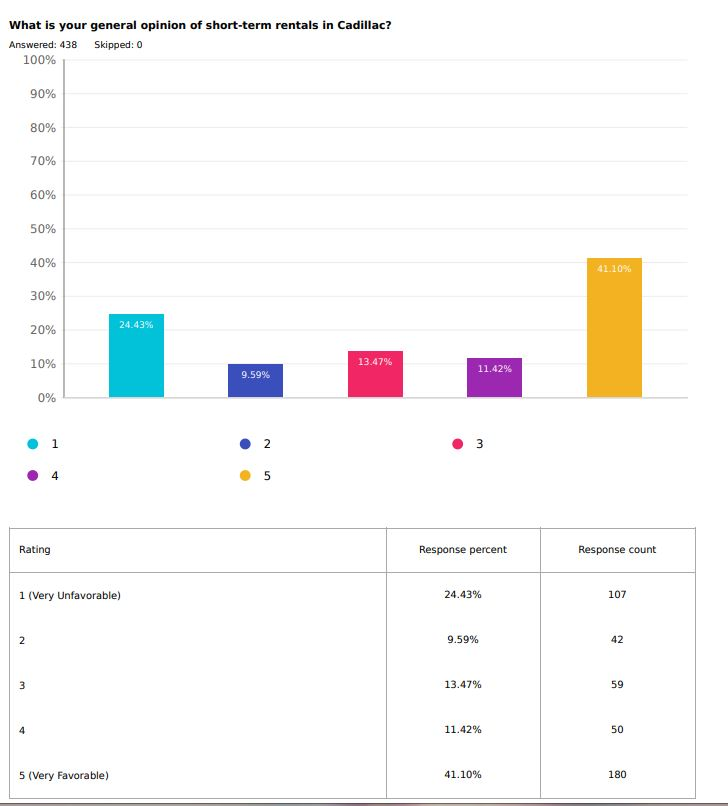 What is your general opinion of short-term rentals in Cadillac?
Answered: 438 Skipped: 0
100%
90%
80%
70%
60%
50%
40%
30%
20%
10%
0%
24.43%
9.59%
13.47%
11.42%
41.10%
1 2 3
4 5
Rating Response percent Response count
1 (Very Unfavorable) 24.43% 107
2 9.59% 42
3 13.47% 59
4 11.42% 50
5 (Very Favorable) 41.10% 180